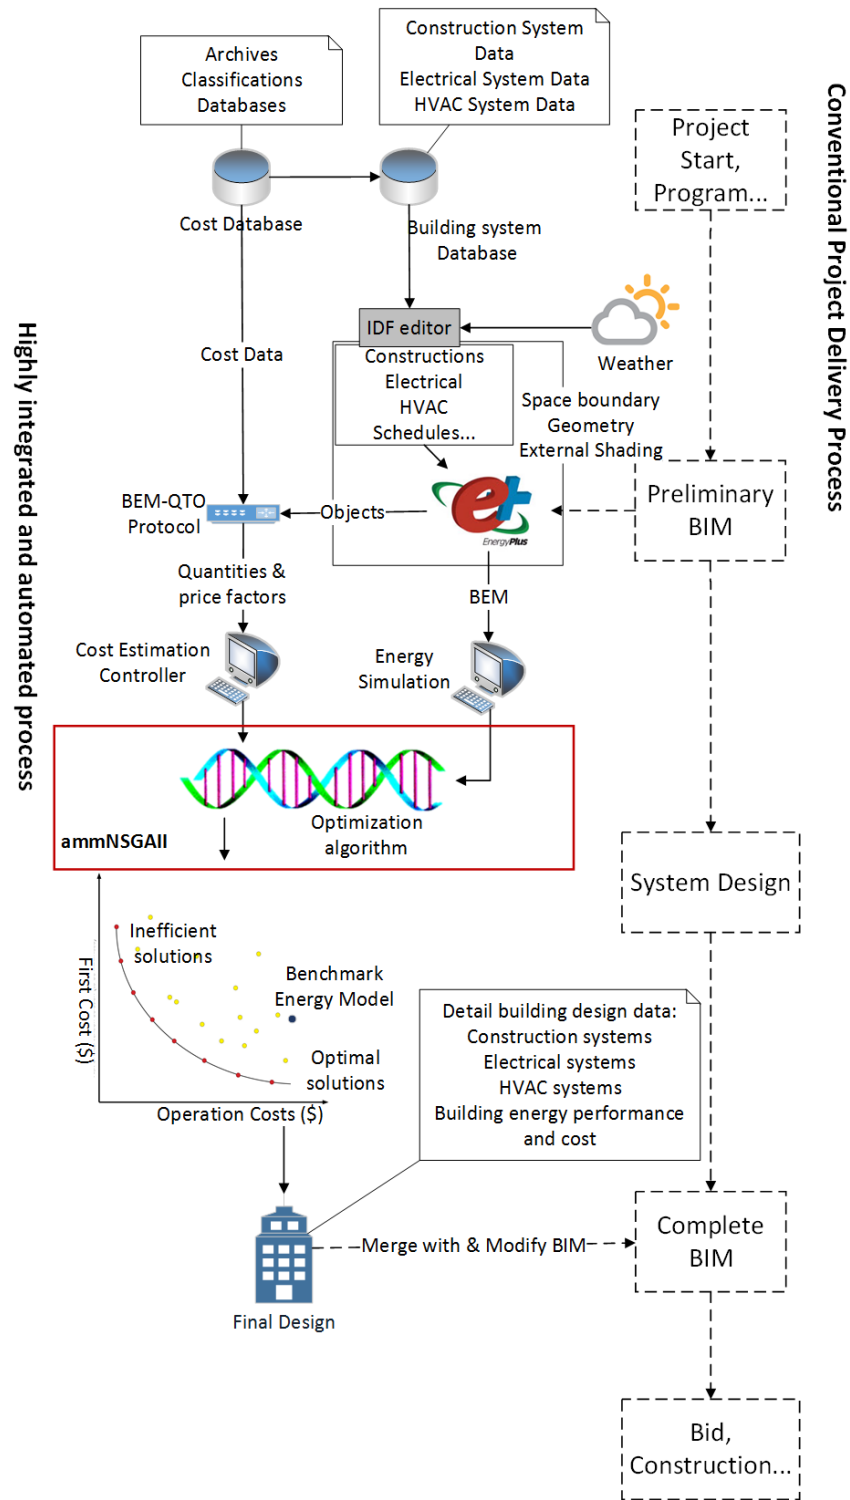 Construction System
Data
Electrical System Data
HVAC System Data
Archives
Classifications
Databases
Conventional Project Delivery Process
Project
Start,
Program...
Cost Database
Building system
Database
IDF editor
Weather
Highly integrated and automated process
Cost Data
Constructions
Electrical
HVAC
Schedules...
Space boundary
Geometry
External Shading
BEM-QTO
Protocol
Objects
e+
EnergyPlus
Preliminary
BIM
Quantities &
price factors
BEM
Cost Estimation
Controller
Energy
Simulation
Optimization
algorithm
ammNSGAII
System Design
Inefficient
solutions
First Cost ($)
Benchmark
Energy Model
Optimal
solutions
Operation Costs ($)
Detail building design data:
Construction systems
Electrical systems
HVAC systems
Building energy performance
and cost
Merge with & Modify BIM
Complete
BIM
Final Design
Bid,
Construction...